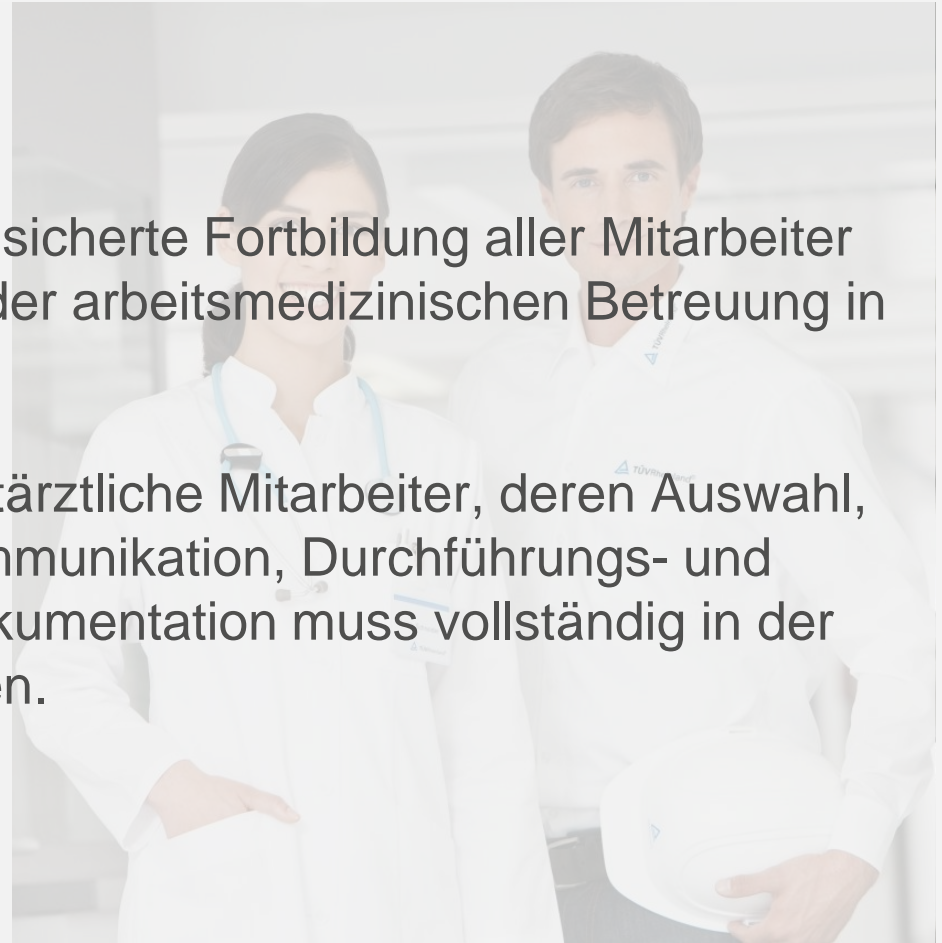 sicherte Fortbildung aller Mitarbeiter
der arbeitsmedizinischen Betreuung in
tärztliche Mitarbeiter, deren Auswahl,
munikation, Durchführungs- und
kumentation muss vollständig in der
en.